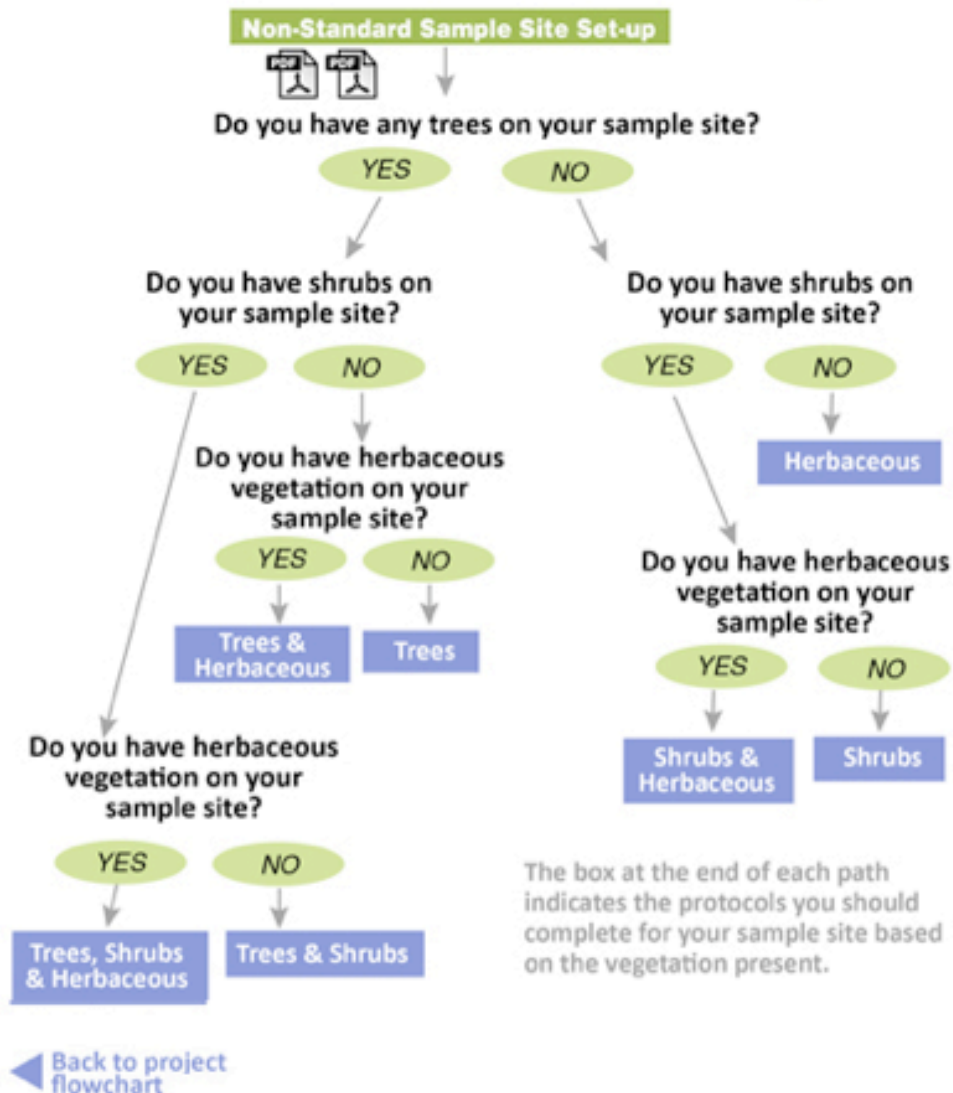 Non-Standard Sample Site Set-up
PDF PDF
Do you have any trees on your sample site?
YES NO
Do you have shrubs on
your sample site?
YES NO
Do you have herbaceous
vegetation on your
sample site?
YES NO
Trees &
Herbaceous
Trees
Do you have herbaceous
vegetation on your
sample site?
YES NO
Trees, Shrubs
& Herbaceous
Trees & Shrubs
Do you have shrubs on
your sample site?
YES NO
Herbaceous
Do you have herbaceous
vegetation on your
sample site?
YES NO
Shrubs &
Herbaceous
Shrubs
The box at the end of each path
indicates the protocols you should
complete for your sample site based
on the vegetation present.
Back to project
flowchart